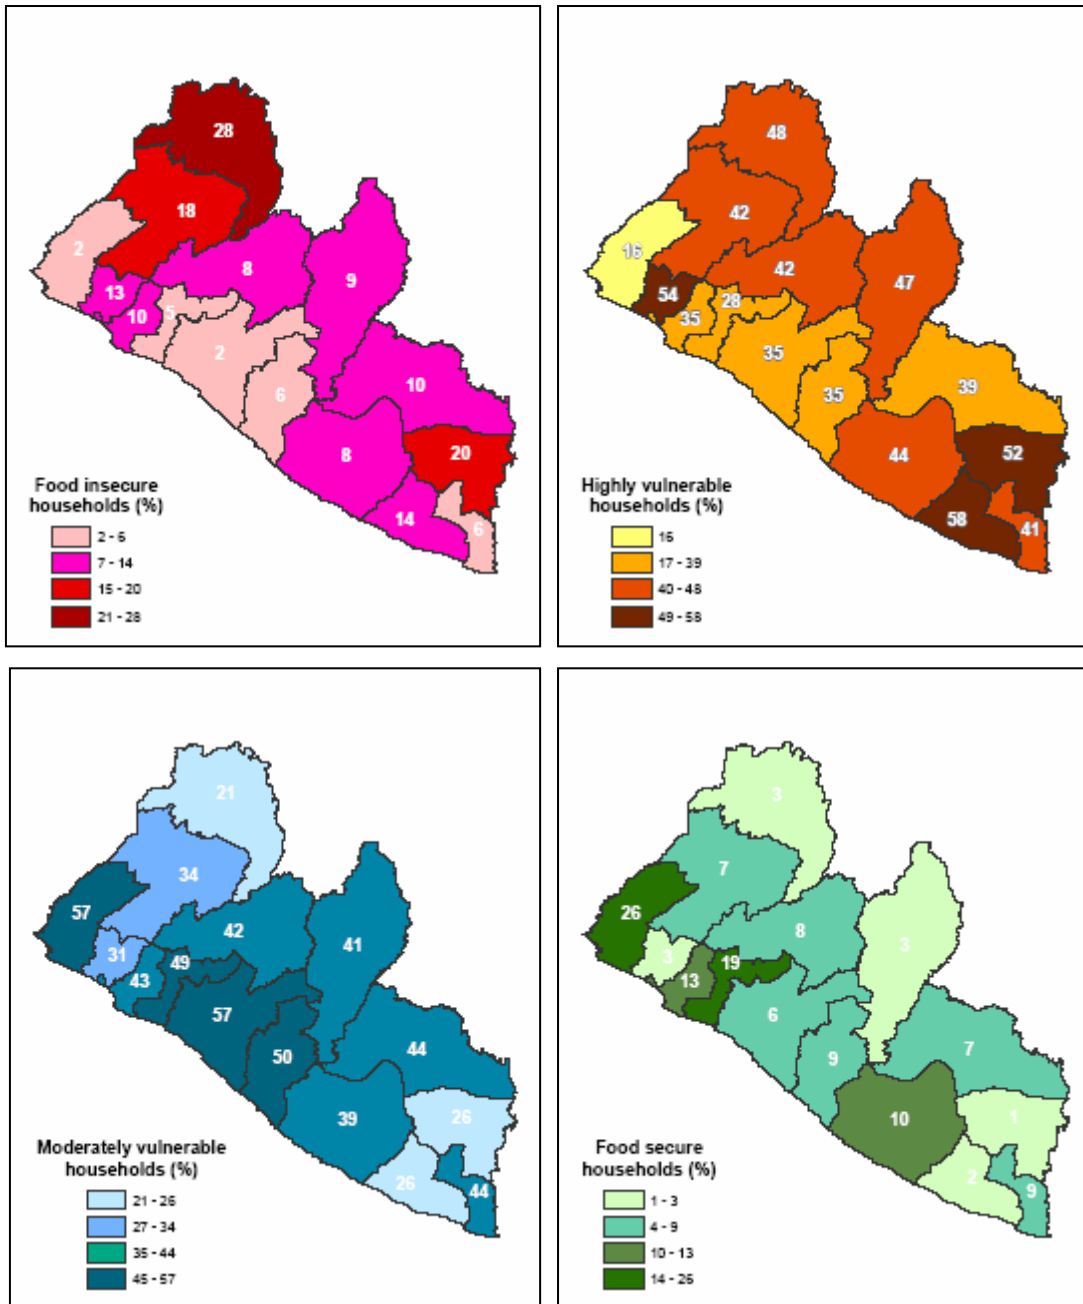 28
18
2
8
9
13
10
5
2
6
10
8
20
14
6
Food insecure
households (%)
2 - 6
7 - 14
15 - 20
21 - 28
48
42
16
42
47
54
35
28
35
35
39
44
52
58
41
Highly vulnerable
households (%)
16
17 - 39
40 - 48
49 - 58
21
34
57
42
41
31
43
49
57
50
44
39
26
26
44
Moderately vulnerable
households (%)
21 - 26
27 - 34
35 - 44
45 - 57
3
7
26
8
3
3
13
19
6
9
7
10
1
2
9
Food secure
households (%)
1 - 3
4 - 9
10 - 13
14 - 26